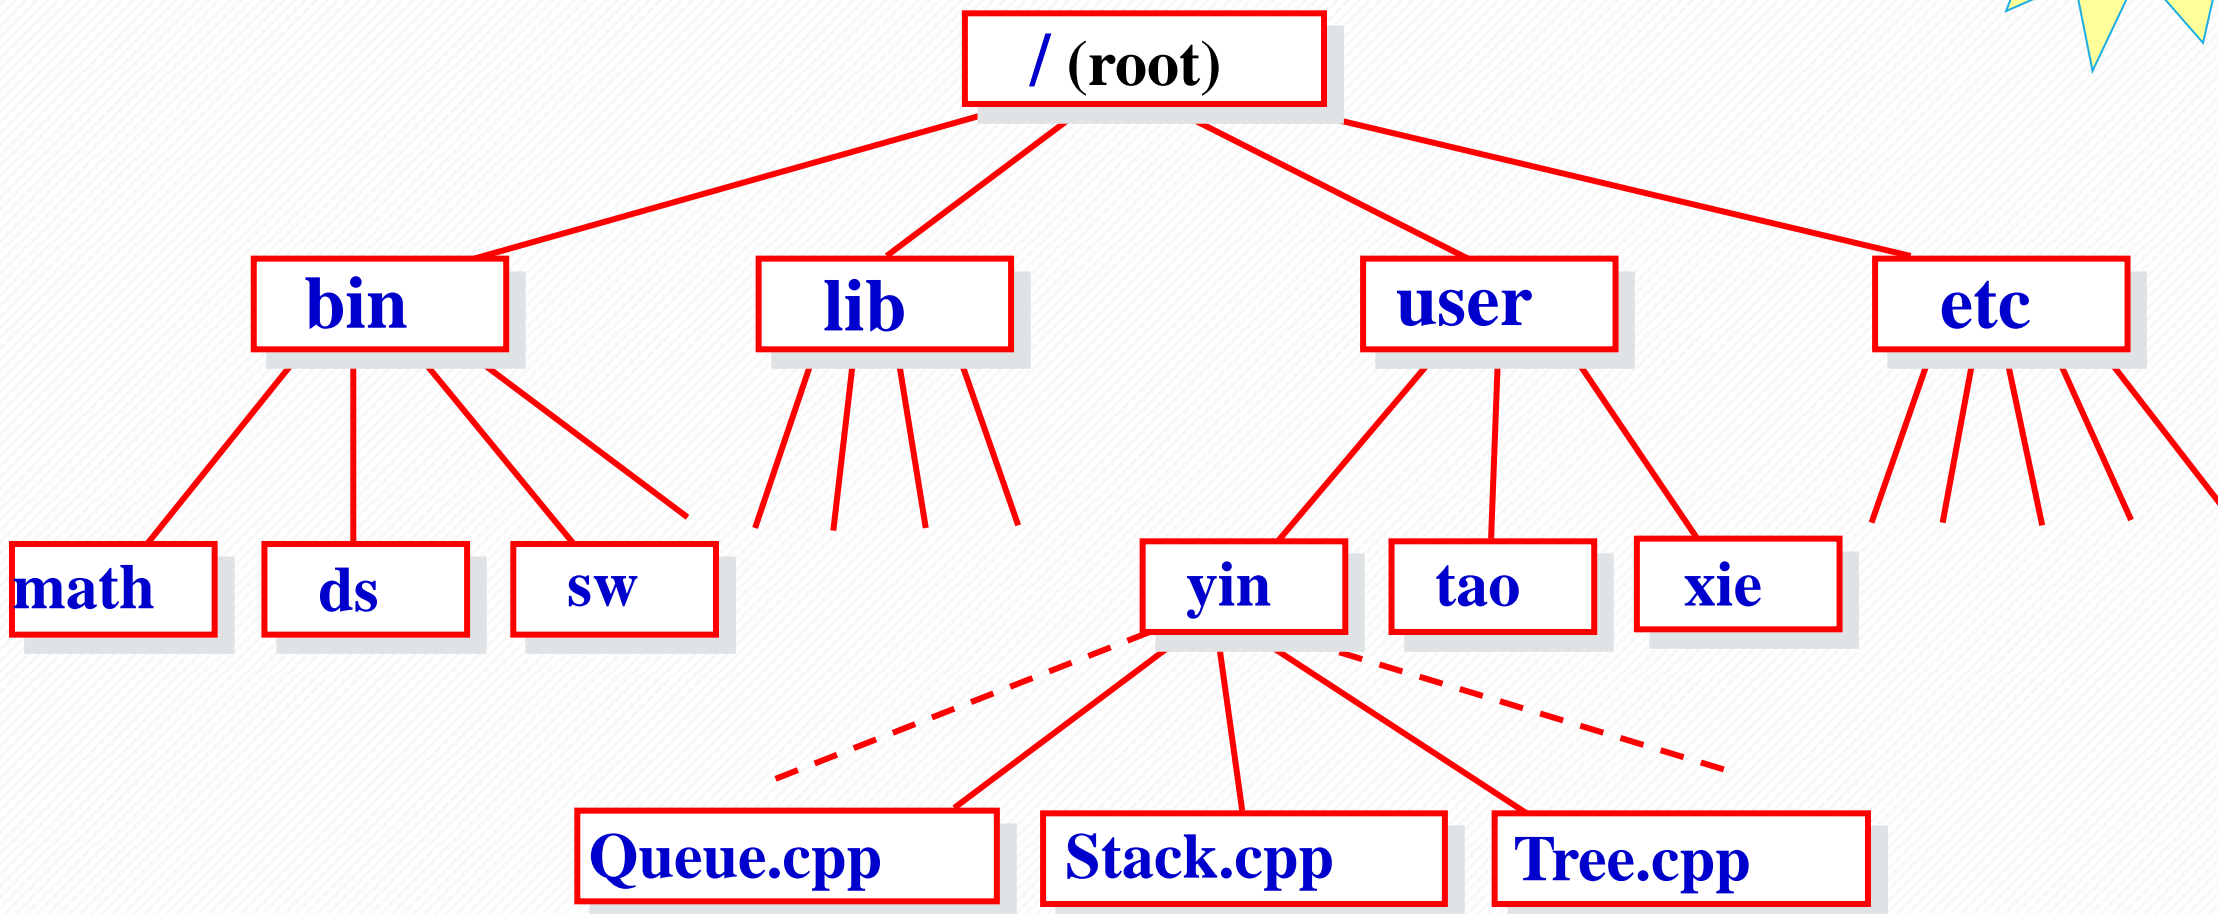 / (root)
bin
lib
user
etc
math
ds
sw
yin
tao
xie
Queue.cpp
Stack.cpp
Tree.cpp